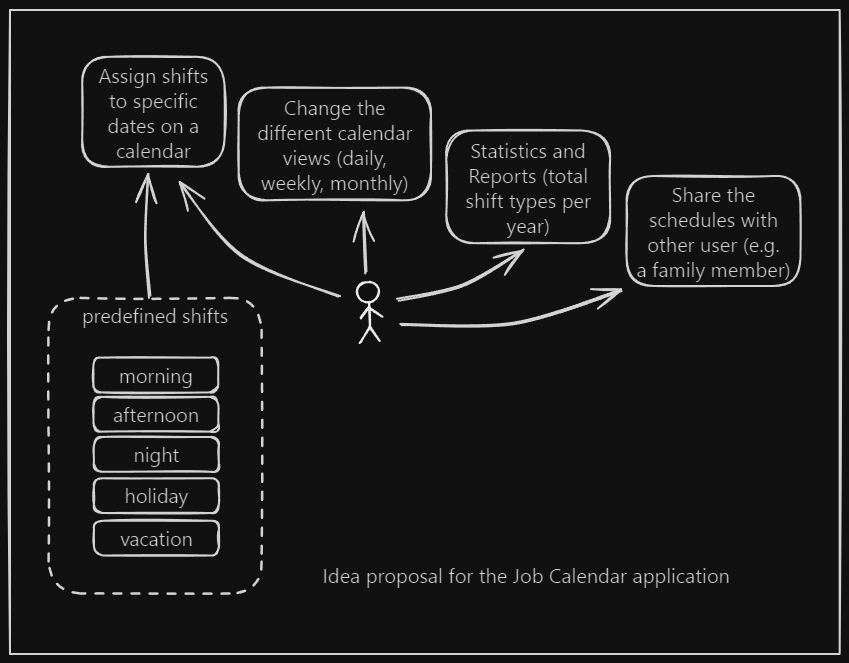 Assign shifts
to specific
dates on a
calendar
Change the
different calendar
views (daily,
weekly, monthly)
Statistics and
Reports (total
shift types per
year)
Share the
schedules with
other user (e.g.
a family member)
predefined shifts
morning
afternoon
night
holiday
vacation
Idea proposal for the Job Calendar application